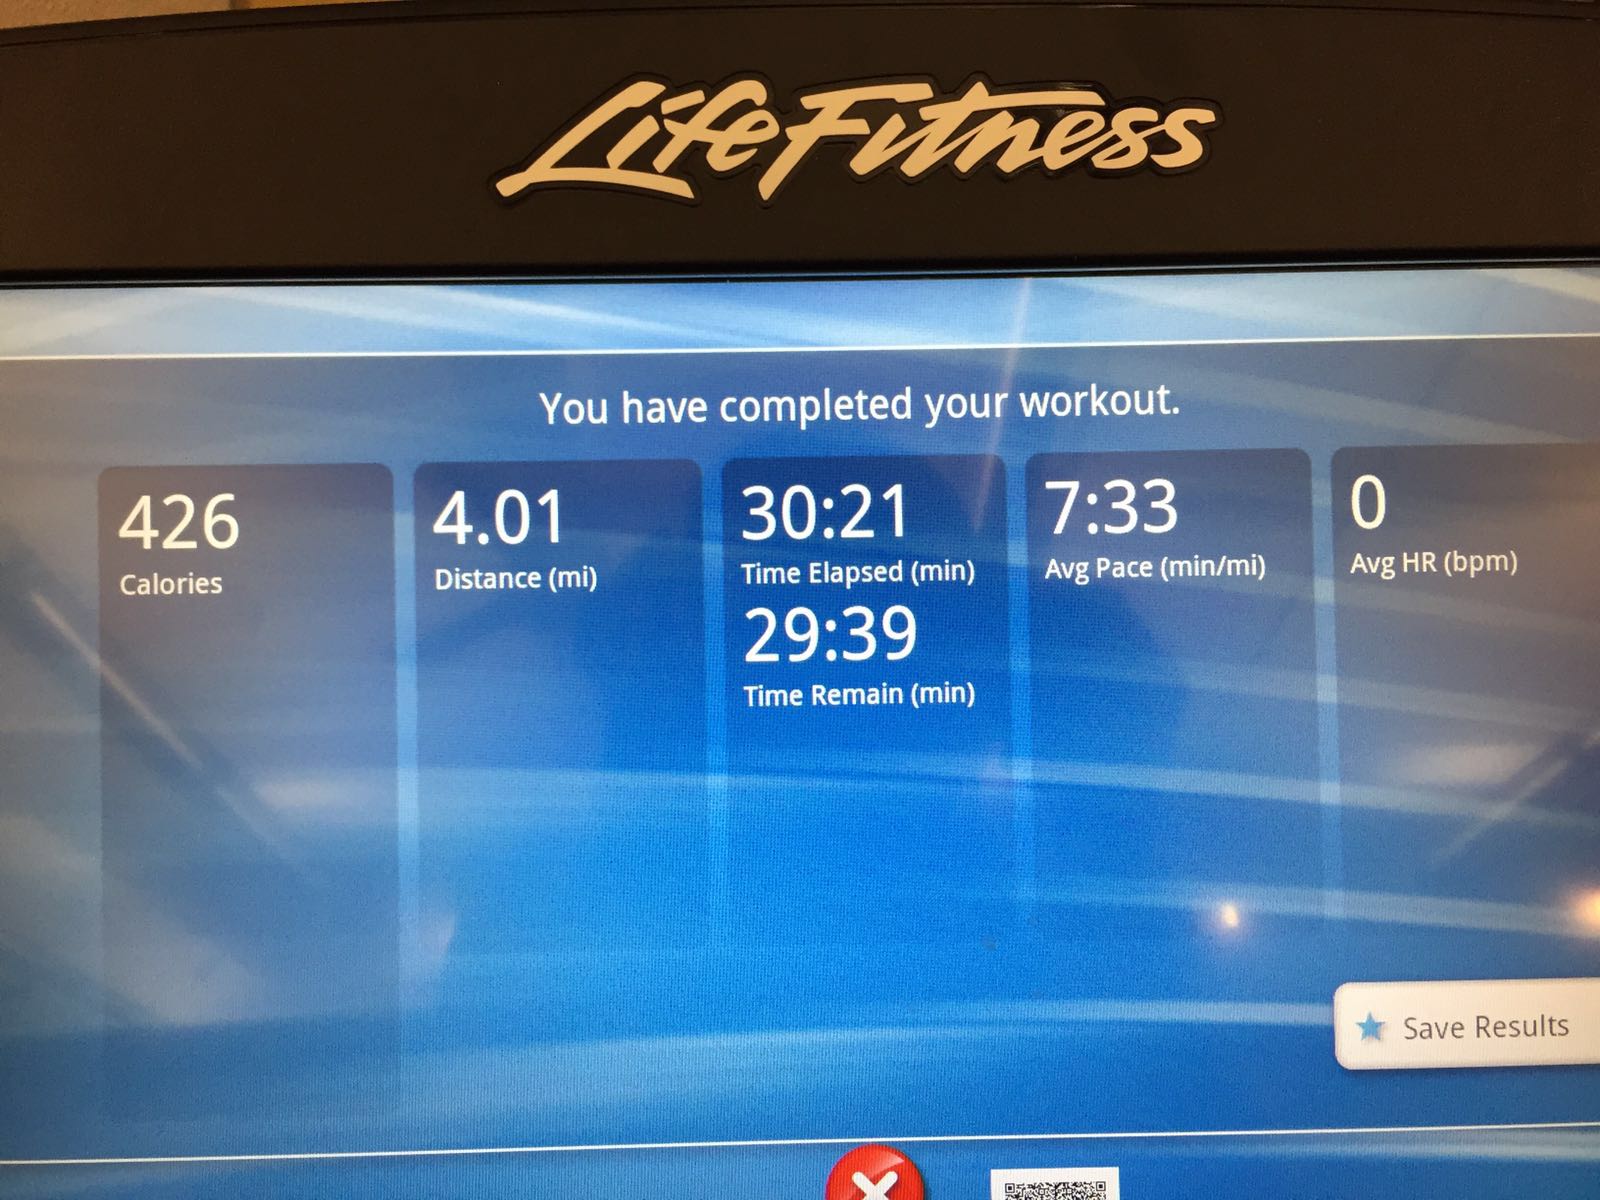 LifeFitness
You have completed your workout.
426
Calories
4.01
Distance (mi)
30:21
Time Elapsed (min)
29:39
Time Remain (min)
7:33
Avg Pace (min/mi)
0
Avg HR (bpm)
Save Results